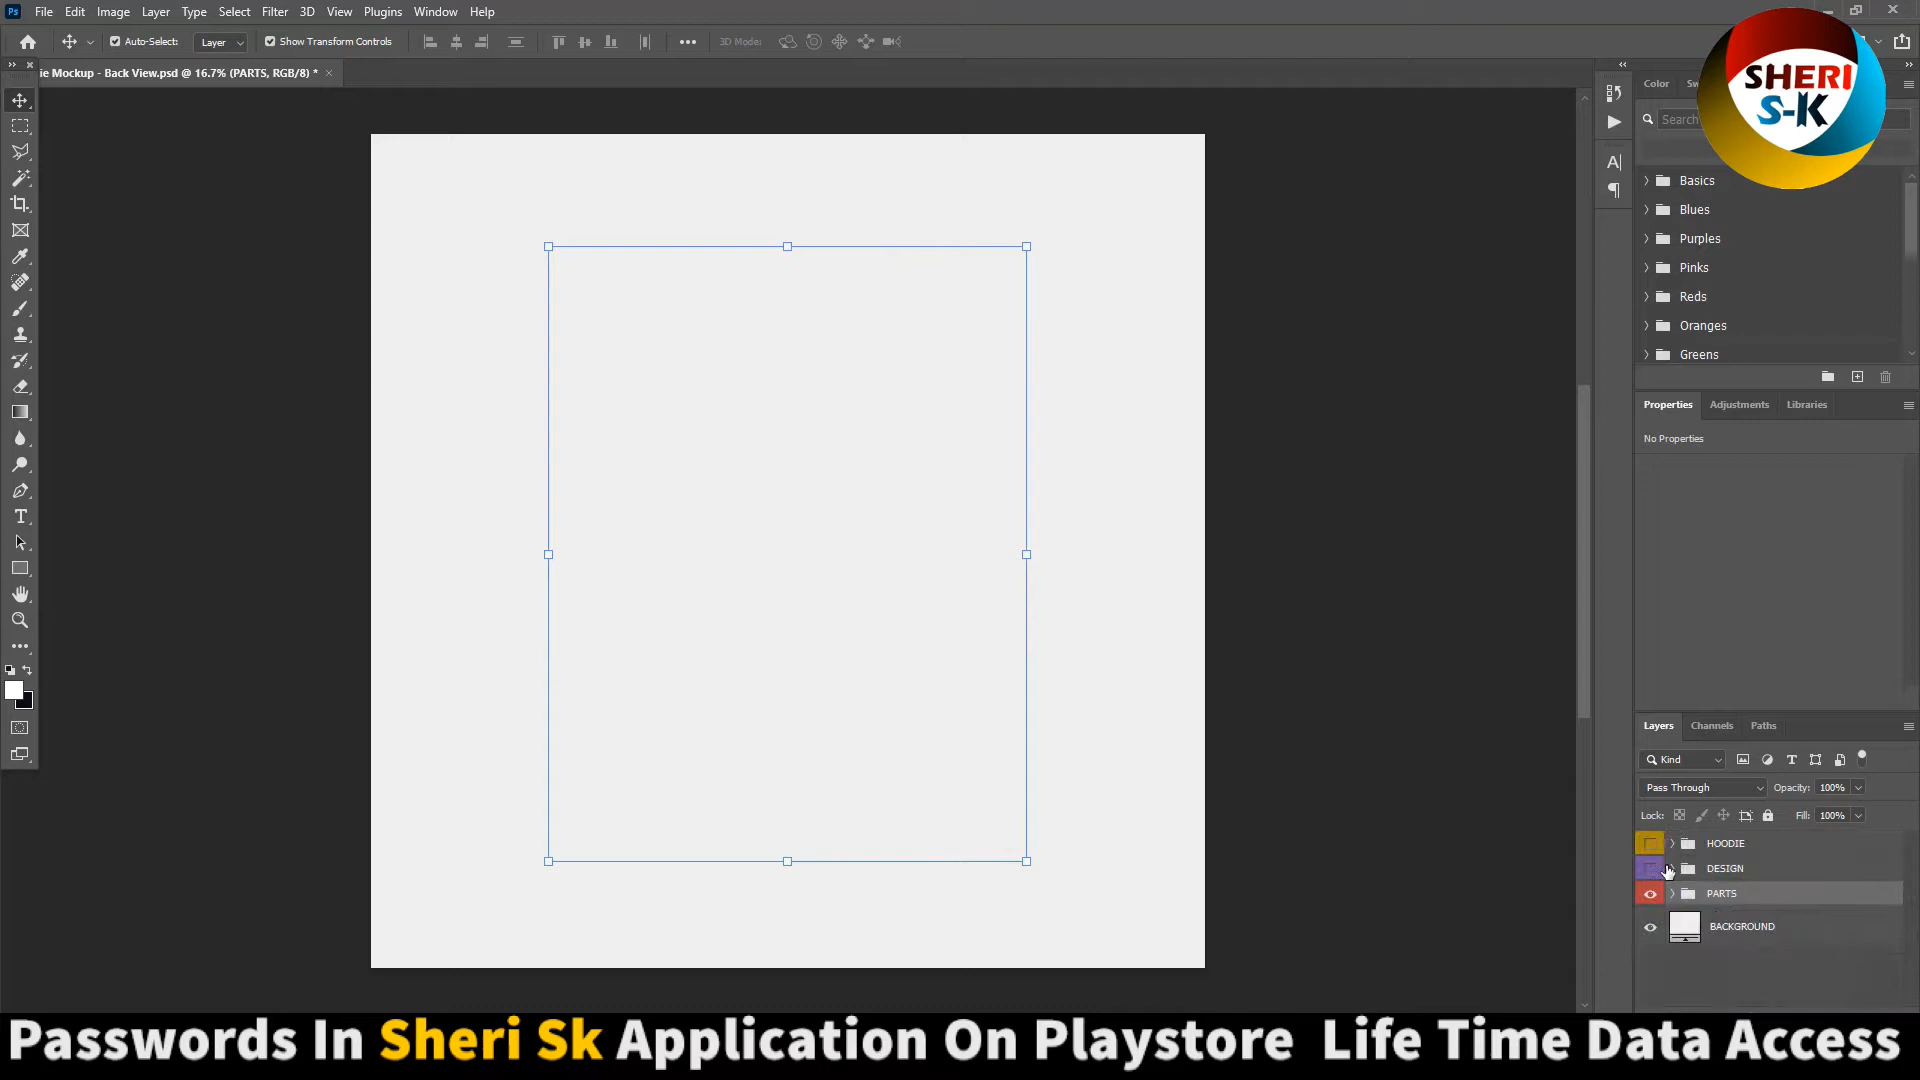 Ps File Edit Image Layer Type Select Filter 3D View Plugins Window Help
Auto-Select: Layer Show Transform Controls 3D Mode:
ie Mockup - Back View.psd @ 16.7% (PARTS, RGB/8) *
Color Sw
SHERI
S-K
Search
Basics
Blues
Purples
Pinks
Reds
Oranges
Greens
Properties Adjustments Libraries
No Properties
Layers Channels Paths
Kind
Pass Through Opacity: 100%
Lock: Fill: 100%
HOODIE
DESIGN
PARTS
BACKGROUND
Passwords In Sheri Sk Application On Playstore Life Time Data Access